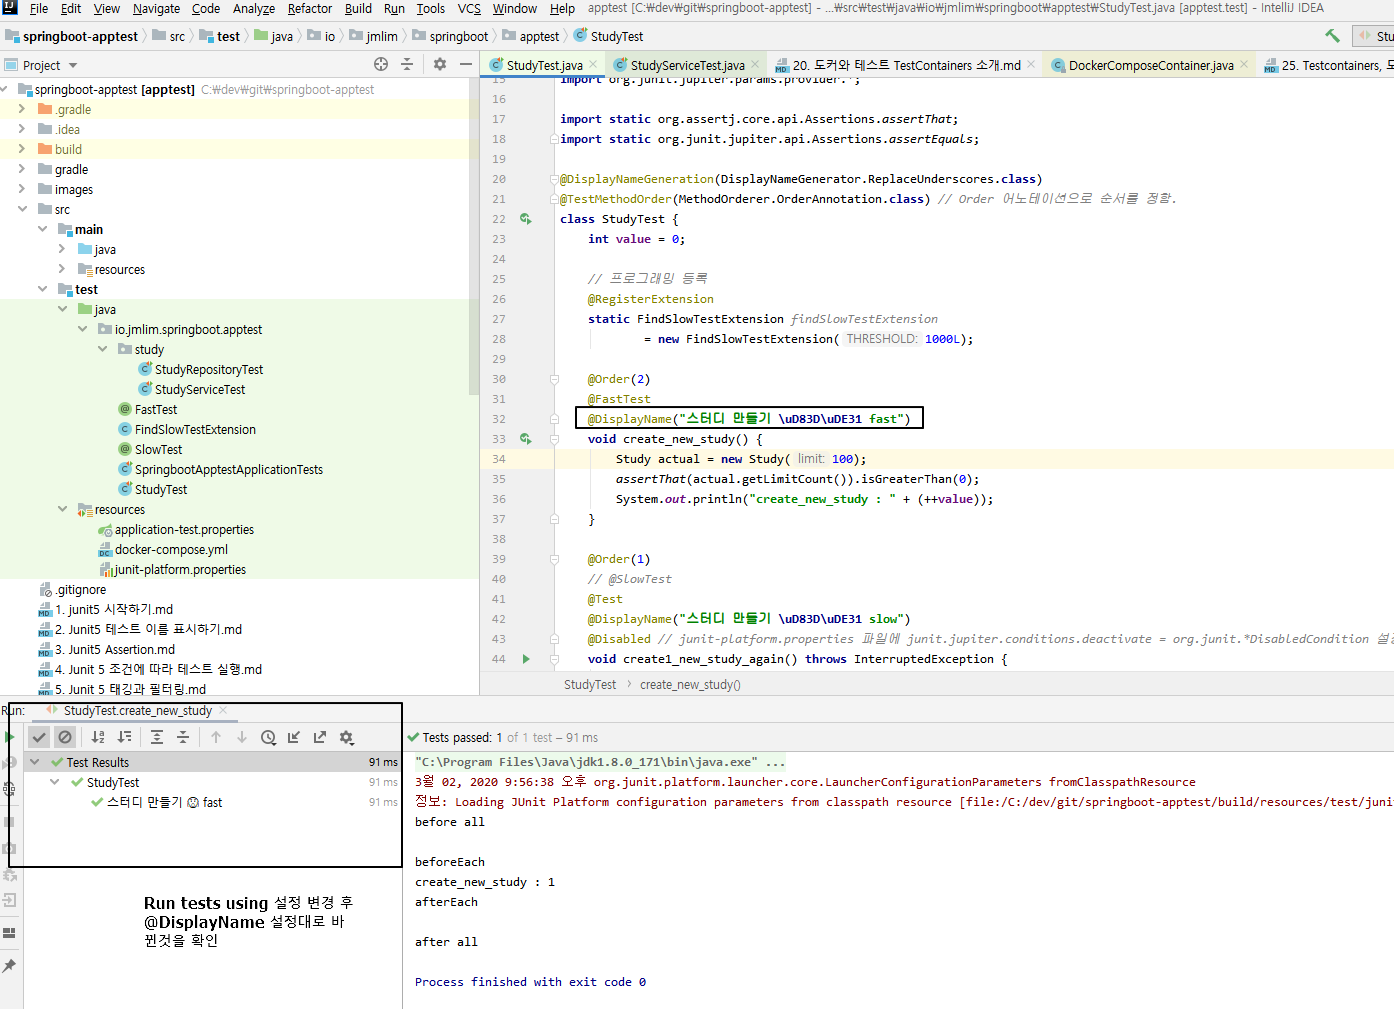 File Edit View Navigate Code Analyze Refactor Build Run Tools VCS Window Help apptest [C:₩dev₩git₩springboot-apptest] - ...₩src₩test₩java₩io₩jmlim₩springboot₩apptest₩StudyTest.java [apptest.test] - IntelliJ IDEA
springboot-apptest src test java io jmlim springboot apptest StudyTest Stu
Project
StudyTest.java StudyServiceTest.java 20. 도커와 테스트 TestContainers 소개.md DockerComposeContainer.java 25. Testcontainers, 도
springboot-apptest [apptest] C:₩dev₩git₩springboot-apptest
.gradle
.idea
build
gradle
images
src
main
java
resources
test
java
io.jmlim.springboot.apptest
study
StudyRepositoryTest
StudyServiceTest
FastTest
FindSlowTestExtension
SlowTest
SpringbootApptestApplicationTests
StudyTest
resources
application-test.properties
docker-compose.yml
junit-platform.properties
.gitignore
1. junit5 시작하기.md
2. Junit5 테스트 이름 표시하기.md
3. Junit5 Assertion.md
4. Junit 5 조건에 따라 테스트 실행.md
5. Junit 5 태깅과 필터링.md
15 import org.junit.jupiter.params.provider.*;
16
17 import static org.assertj.core.api.Assertions.assertThat;
18 import static org.junit.jupiter.api.Assertions.assertEquals;
19
20 @DisplayNameGeneration(DisplayNameGenerator.ReplaceUnderscores.class)
21 @TestMethodOrder(MethodOrderer.OrderAnnotation.class) // Order 어노테이션으로 순서를 정함.
22 class StudyTest {
23 int value = 0;
24
25 // 프로그래밍 등록
26 @RegisterExtension
27 static FindSlowTestExtension findSlowTestExtension
28 = new FindSlowTestExtension( THRESHOLD: 1000L);
29
30 @Order(2)
31 @FastTest
32 @DisplayName("스터디 만들기 \uD83D\uDE31 fast")
33 void create_new_study() {
34 Study actual = new Study( limit: 100);
35 assertThat(actual.getLimitCount()).isGreaterThan(0);
36 System.out.println("create_new_study : " + (++value));
37 }
38
39 @Order(1)
40 // @SlowTest
41 @Test
42 @DisplayName("스터디 만들기 \uD83D\uDE31 slow")
43 @Disabled // junit-platform.properties 파일에 junit.jupiter.conditions.deactivate = org.junit.*DisabledCondition 설정
44 void create1_new_study_again() throws InterruptedException {
StudyTest › create_new_study()
Run: StudyTest.create_new_study
Tests passed: 1 of 1 test – 91 ms
Test Results 91 ms
StudyTest 91 ms
스터디 만들기 😱 fast 91 ms
"C:\Program Files\Java\jdk1.8.0_171\bin\java.exe" ...
3월 02, 2020 9:56:38 오후 org.junit.platform.launcher.core.LauncherConfigurationParameters fromClasspathResource
정보: Loading JUnit Platform configuration parameters from classpath resource [file:/C:/dev/git/springboot-apptest/build/resources/test/junit
before all
beforeEach
create_new_study : 1
afterEach
after all
Process finished with exit code 0
Run tests using 설정 변경 후
@DisplayName 설정대로 바
뀐것을 확인